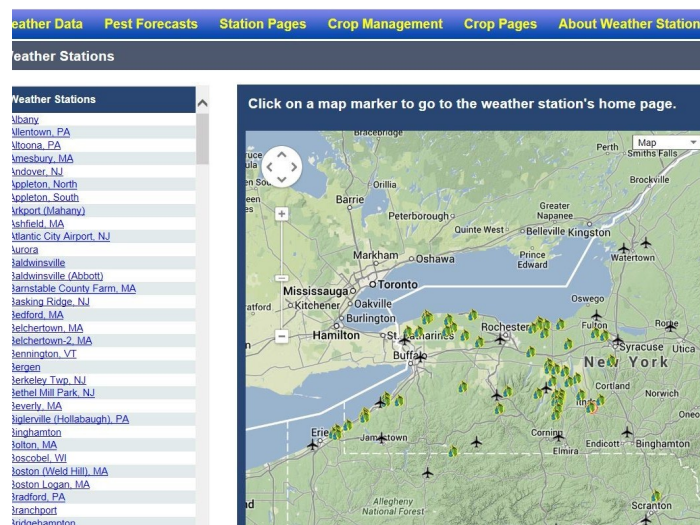 eather Data Pest Forecasts Station Pages Crop Management Crop Pages About Weather Station
eather Stations
Weather Stations
Albany
Allentown, PA
Altoona, PA
Amesbury, MA
Andover, NJ
Appleton, North
Appleton, South
Arkport (Mahany)
Ashfield, MA
Atlantic City Airport, NJ
Aurora
Baldwinsville
Baldwinsville (Abbott)
Barnstable County Farm, MA
Basking Ridge, NJ
Bedford, MA
Belchertown, MA
Belchertown-2, MA
Bennington, VT
Bergen
Berkeley Twp, NJ
Bethel Mill Park, NJ
Beverly, MA
Biglerville (Hollabaugh), PA
Binghamton
Bolton, MA
Boscobel, WI
Boston (Weld Hill), MA
Boston Logan, MA
Bradford, PA
Branchport
Bridgehampton
Click on a map marker to go to the weather station's home page.
Bracebridge
Perth
Map
Smiths Falls
Brockville
Orillia
Barrie
Peterborough
Greater
Napanee
Quinte West
Belleville
Kingston
Markham
Oshawa
Prince
Edward
Watertown
Mississauga
Toronto
Kitchener
Oakville
Oswego
Burlington
Hamilton
St. Catharines
Rochester
Fulton
Rome
Syracuse
Utica
Buffalo
New York
Cortland
Norwich
Erie
Jamestown
Corning
Elmira
Endicott
Binghamton
Oneo
Allegheny
National Forest
Scranton